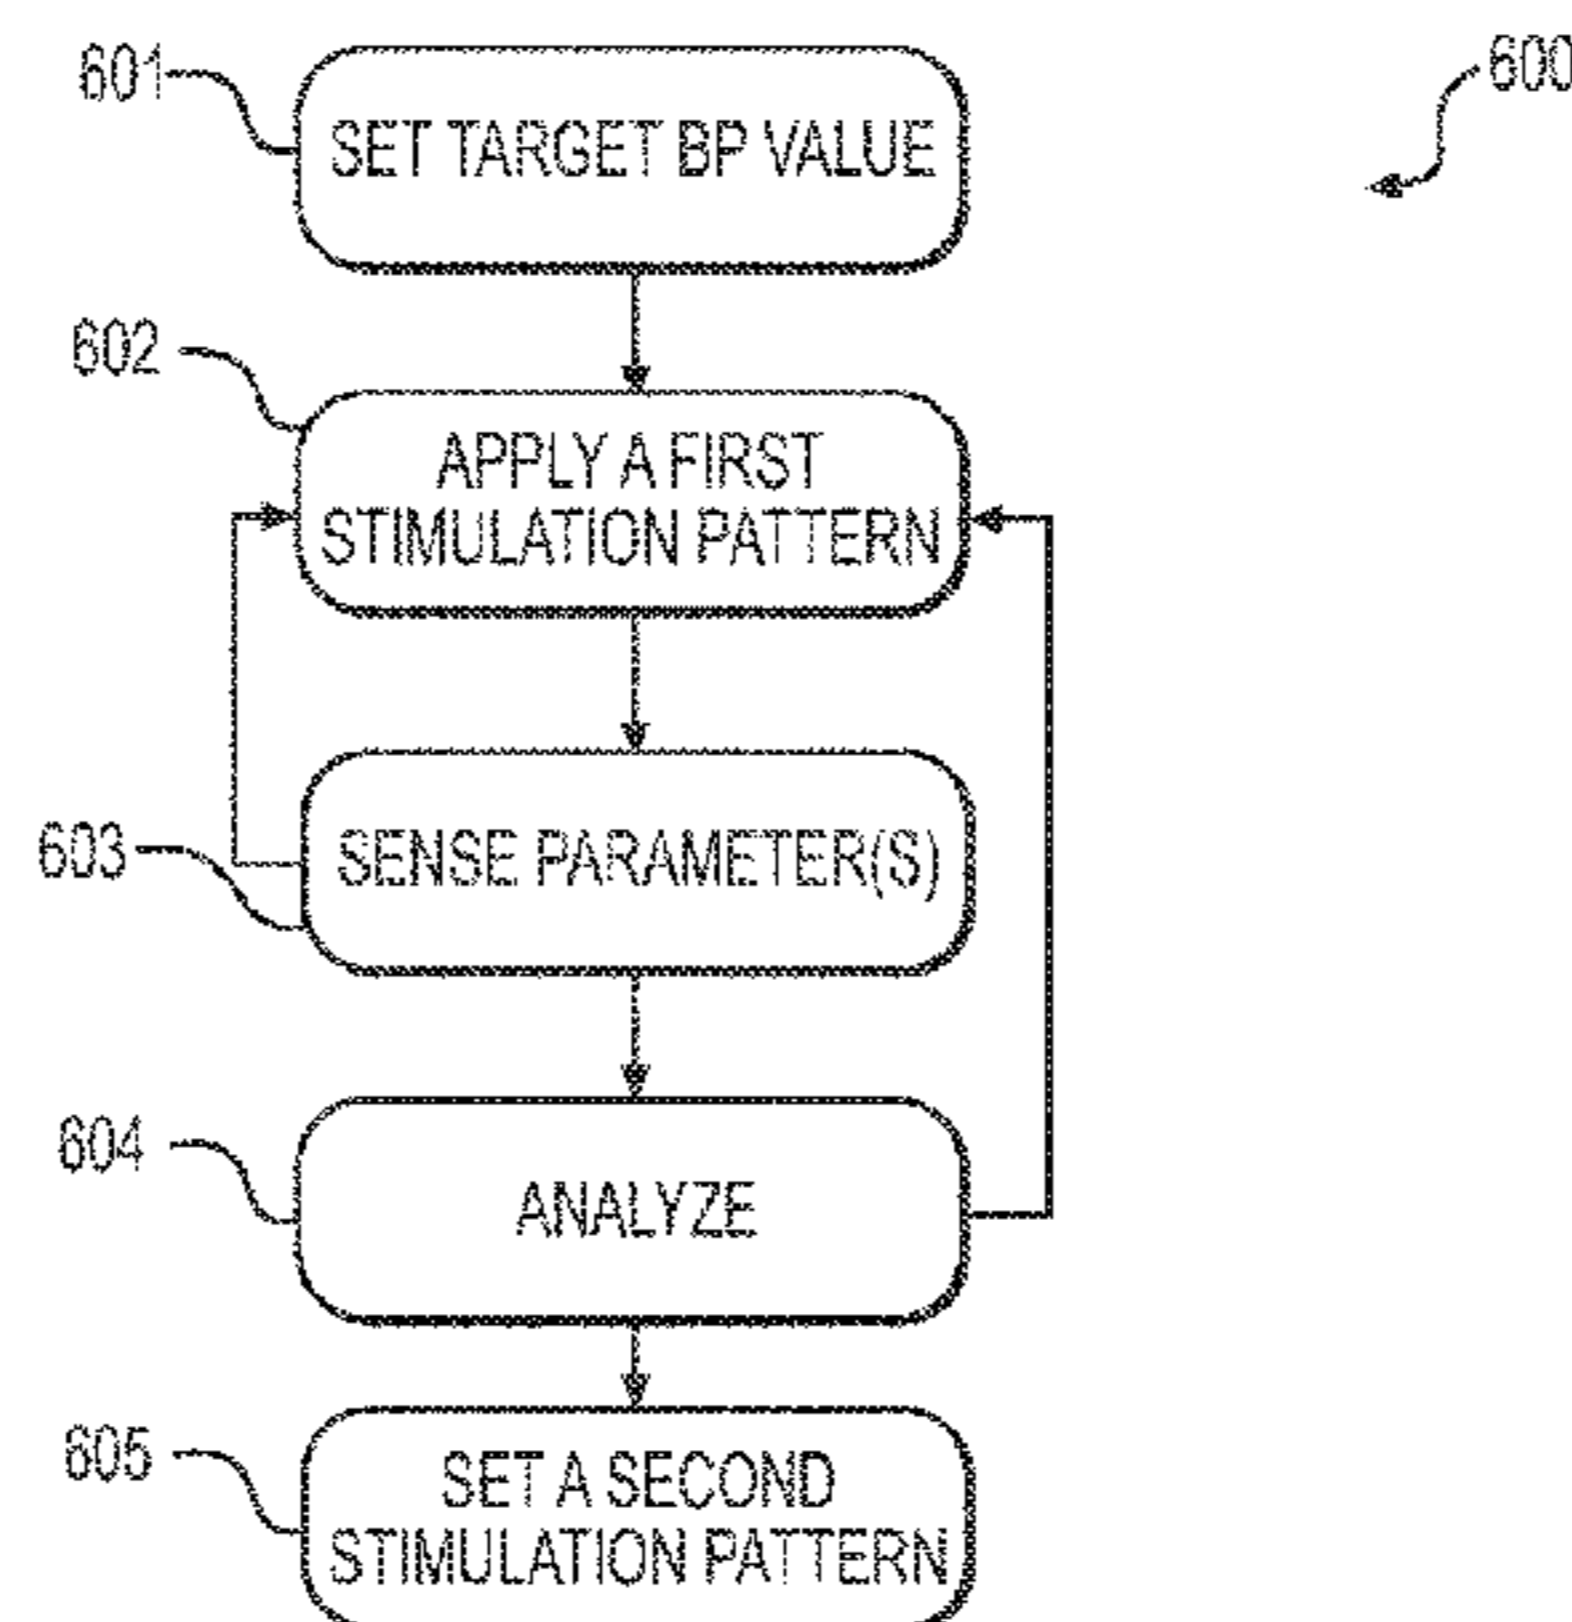 601
600
SET TARGET BP VALUE
602
APPLY A FIRST
STIMULATION PATTERN
603
SENSE PARAMETER(S)
604
ANALYZE
605
SET A SECOND
STIMULATION PATTERN